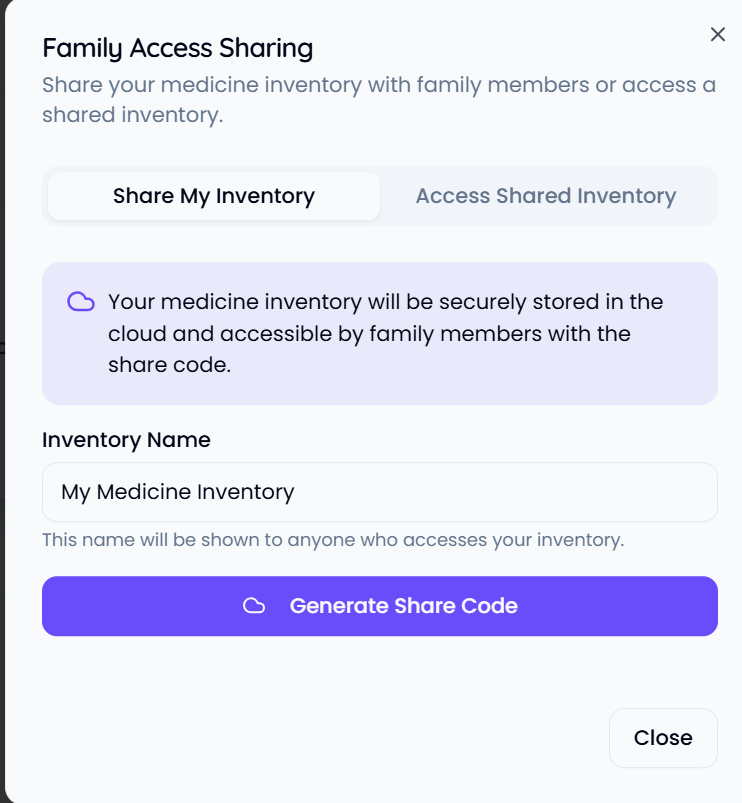 Family Access Sharing
Share your medicine inventory with family members or access a
shared inventory.
Share My Inventory
Access Shared Inventory
Your medicine inventory will be securely stored in the
cloud and accessible by family members with the
share code.
Inventory Name
My Medicine Inventory
This name will be shown to anyone who accesses your inventory.
Generate Share Code
Close